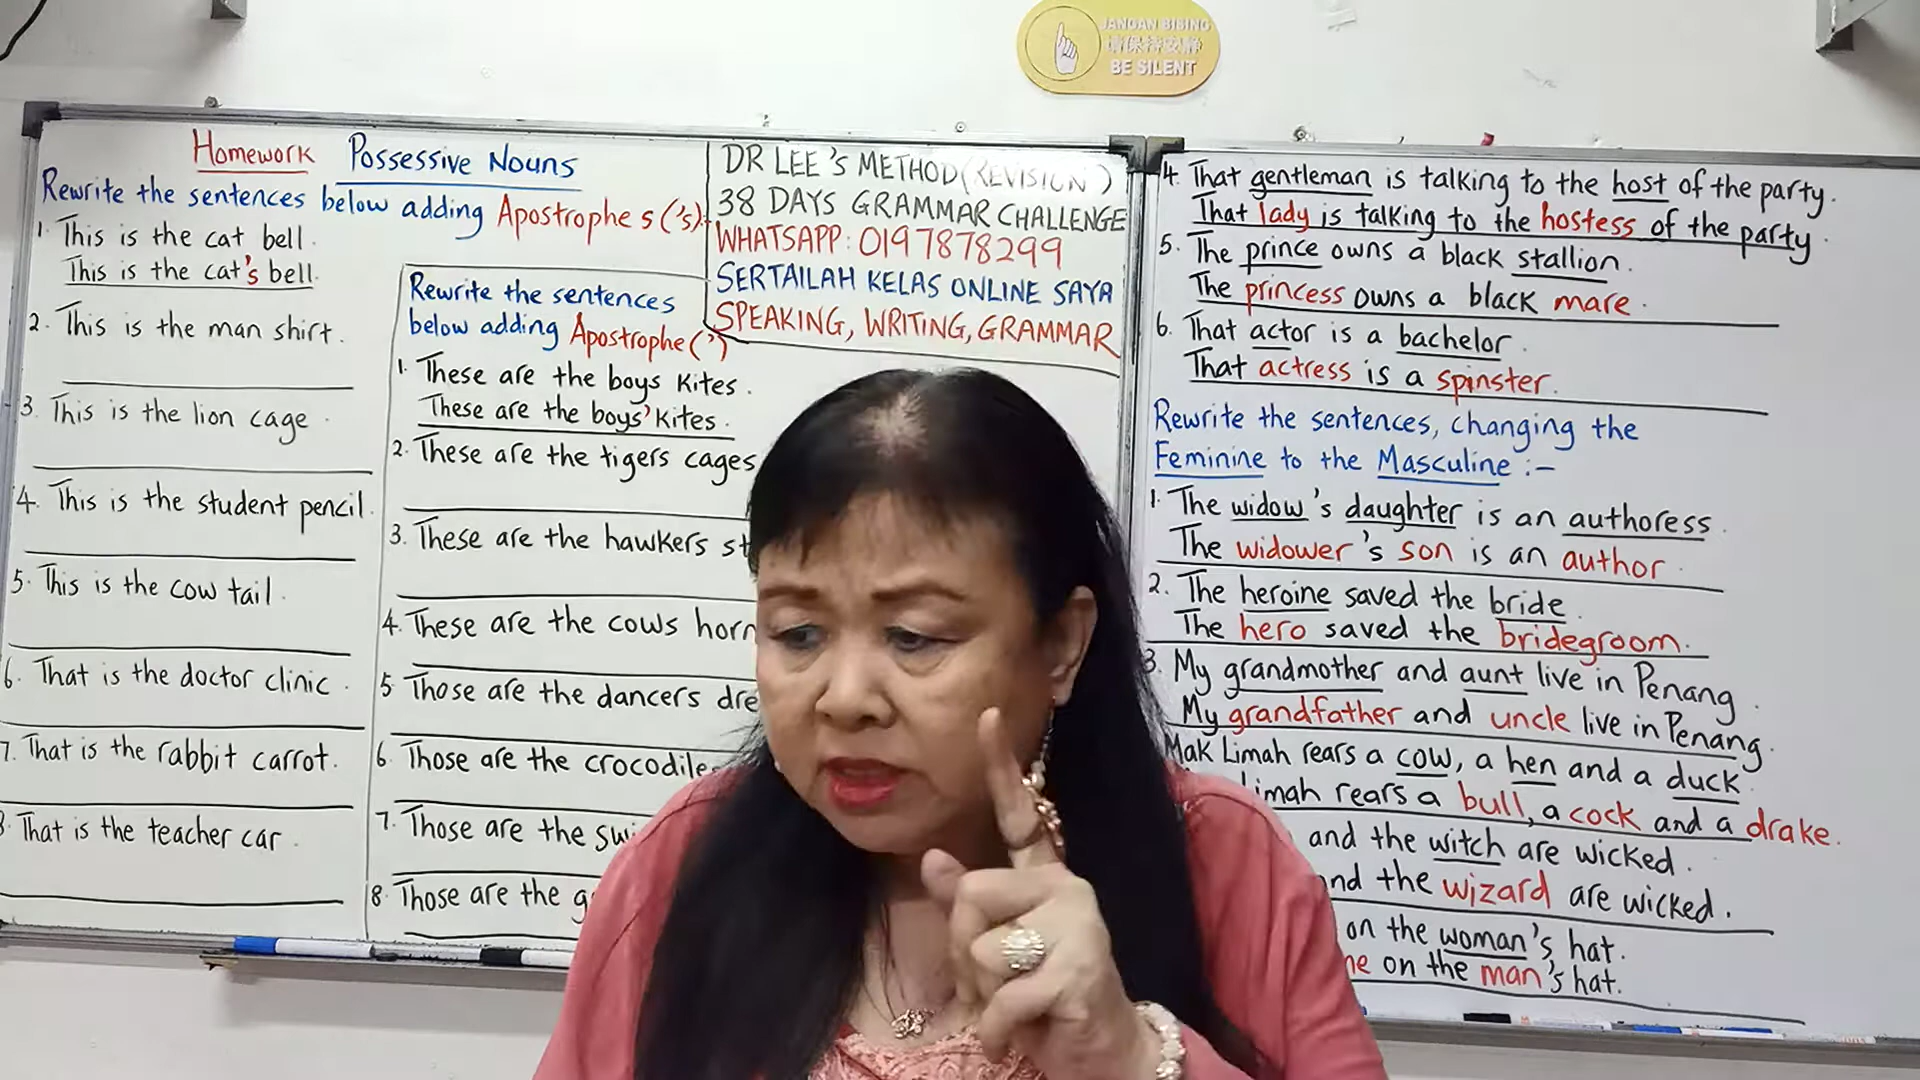 JANGAN BISING
请保持安静
BE SILENT
Homework Possessive Nouns
Rewrite the sentences below adding Apostrophe s ('s).
1. This is the cat bell.
This is the cat's bell.
2. This is the man shirt.
3. This is the lion cage.
4. This is the student pencil.
5. This is the cow tail.
6. That is the doctor clinic.
7. That is the rabbit carrot.
That is the teacher car.
Rewrite the sentences
below adding Apostrophe (')
1. These are the boys kites.
These are the boys' kites.
2. These are the tigers cages
3. These are the hawkers
4. These are the cows
5 Those are the dancers
6. Those are the
7. Those are the
8. Those are the
DR LEE's METHOD (REVISION)
38 DAYS GRAMMAR CHALLENGE
WHATSAPP: 0197878299
SERTAILAH KELAS ONLINE SAYA
SPEAKING, WRITING, GRAMMAR
4. That gentleman is talking to the host of the party.
That lady is talking to the hostess of the party.
5. The prince owns a black stallion.
The princess owns a black mare.
6. That actor is a bachelor.
That actress is a spinster.
Rewrite the sentences, changing the
Feminine to the Masculine :-
1. The widow's daughter is an authoress.
The widower's son is an author.
2. The heroine saved the bride.
The hero saved the bridegroom.
3. My grandmother and aunt live in Penang.
My grandfather and uncle live in Penang.
Mak Limah rears a cow, a hen and a duck.
rears a bull, a cock and a drake.
and the witch are wicked.
and the wizard are wicked.
on the woman's hat.
on the man's hat.